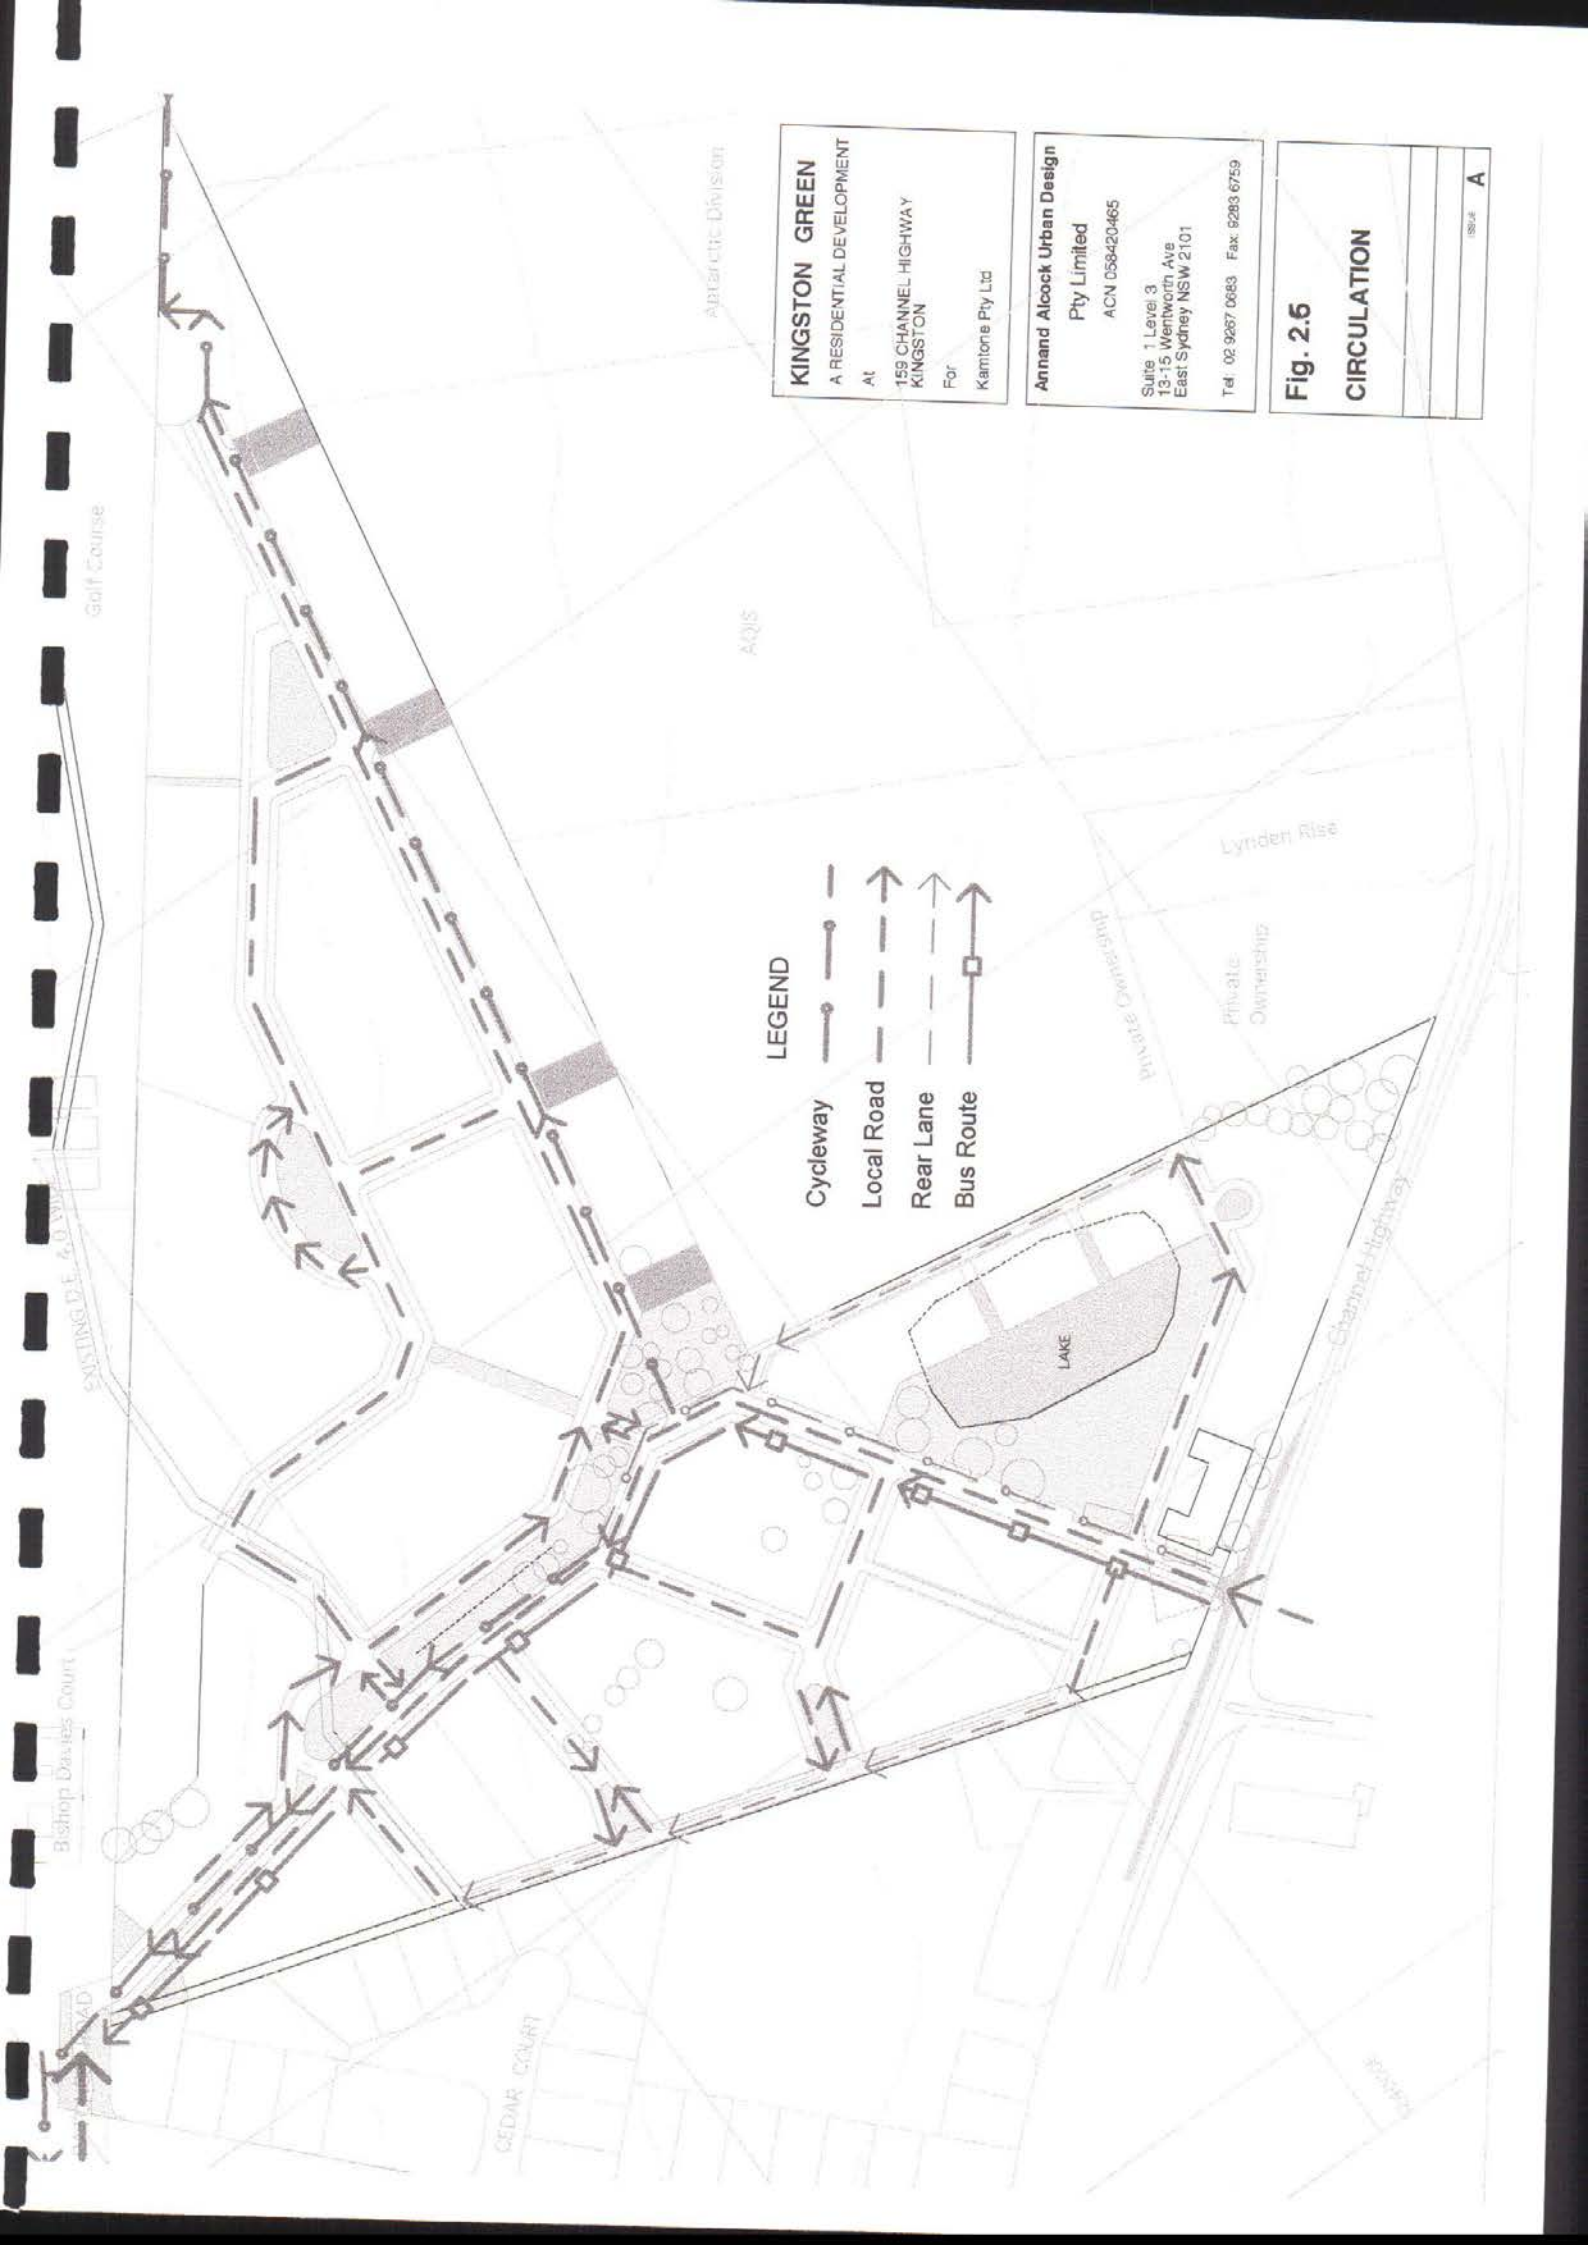 Golf Course
Antarctic Division
AQIS
EXISTING D.E.
Bishop Davies Court
CEDAR COURT
LAKE
Channel Highway
Private Ownership
Private
Ownership
Lynden Rise
LEGEND
Cycleway
Local Road
Rear Lane
Bus Route
KINGSTON GREEN
A RESIDENTIAL DEVELOPMENT
At
159 CHANNEL HIGHWAY
KINGSTON
For
Kamtone Pty Ltd
Annand Alcock Urban Design
Pty Limited
ACN 058420465
Suite 1 Level 3
13-15 Wentworth Ave
East Sydney NSW 2101
Tel: 02 9267 0683 Fax: 9283 6759
Fig. 2.5
CIRCULATION
ISSUE A